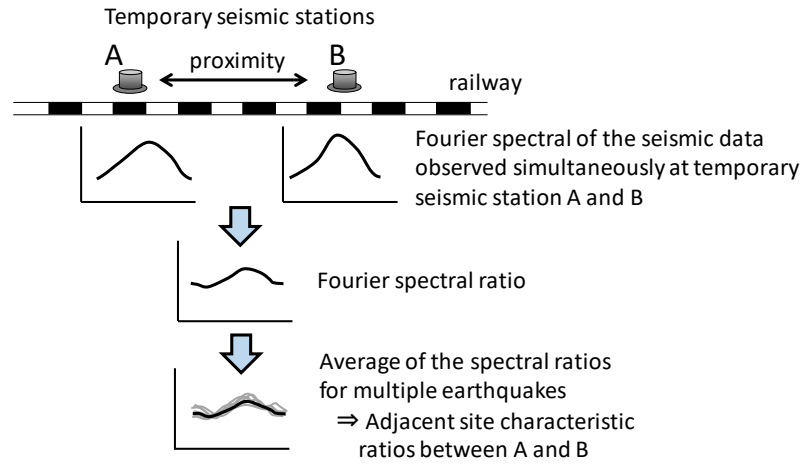 Temporary seismic stations
A
B
proximity
railway
Fourier spectral of the seismic data
observed simultaneously at temporary
seismic station A and B
Fourier spectral ratio
Average of the spectral ratios
for multiple earthquakes
⇒ Adjacent site characteristic
ratios between A and B